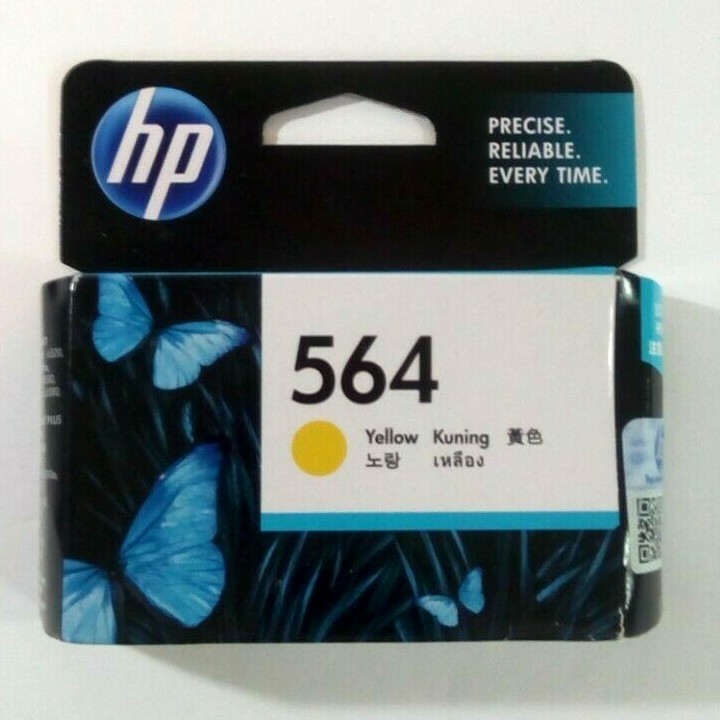 hp
PRECISE.
RELIABLE.
EVERY TIME.
564
Yellow Kuning 黃色
노랑 เหลือง